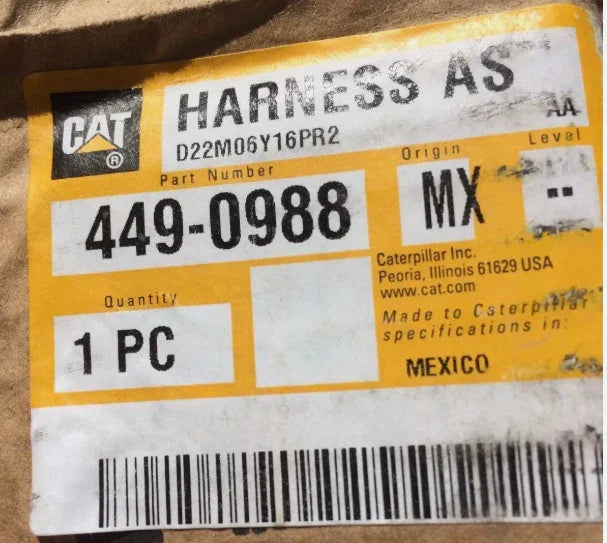 CAT
®
HARNESS AS
D22M06Y16PR2
AA
Part Number
Origin
Level
449-0988
MX
--
Caterpillar Inc.
Peoria, Illinois 61629 USA
www.cat.com
Quantity
1 PC
Made to Caterpillar
specifications in:
MEXICO